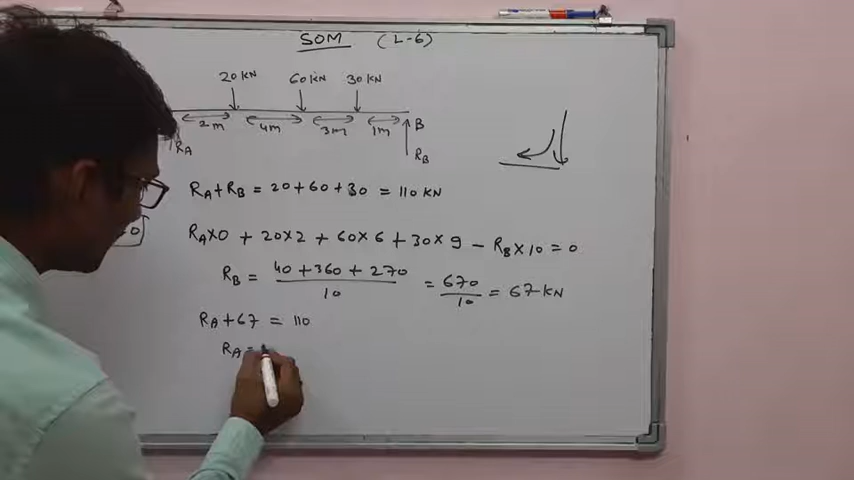 SOM (L-6)
20 KN 60 KN 30 KN
2m 4m 3m 1m B
RA RB
RA + RB = 20 + 60 + 30 = 110 KN
RA×0 + 20×2 + 60×6 + 30×9 - RB×10 = 0
RB = 40 + 360 + 270 / 10 = 670 / 10 = 67 KN
RA + 67 = 110
RA =